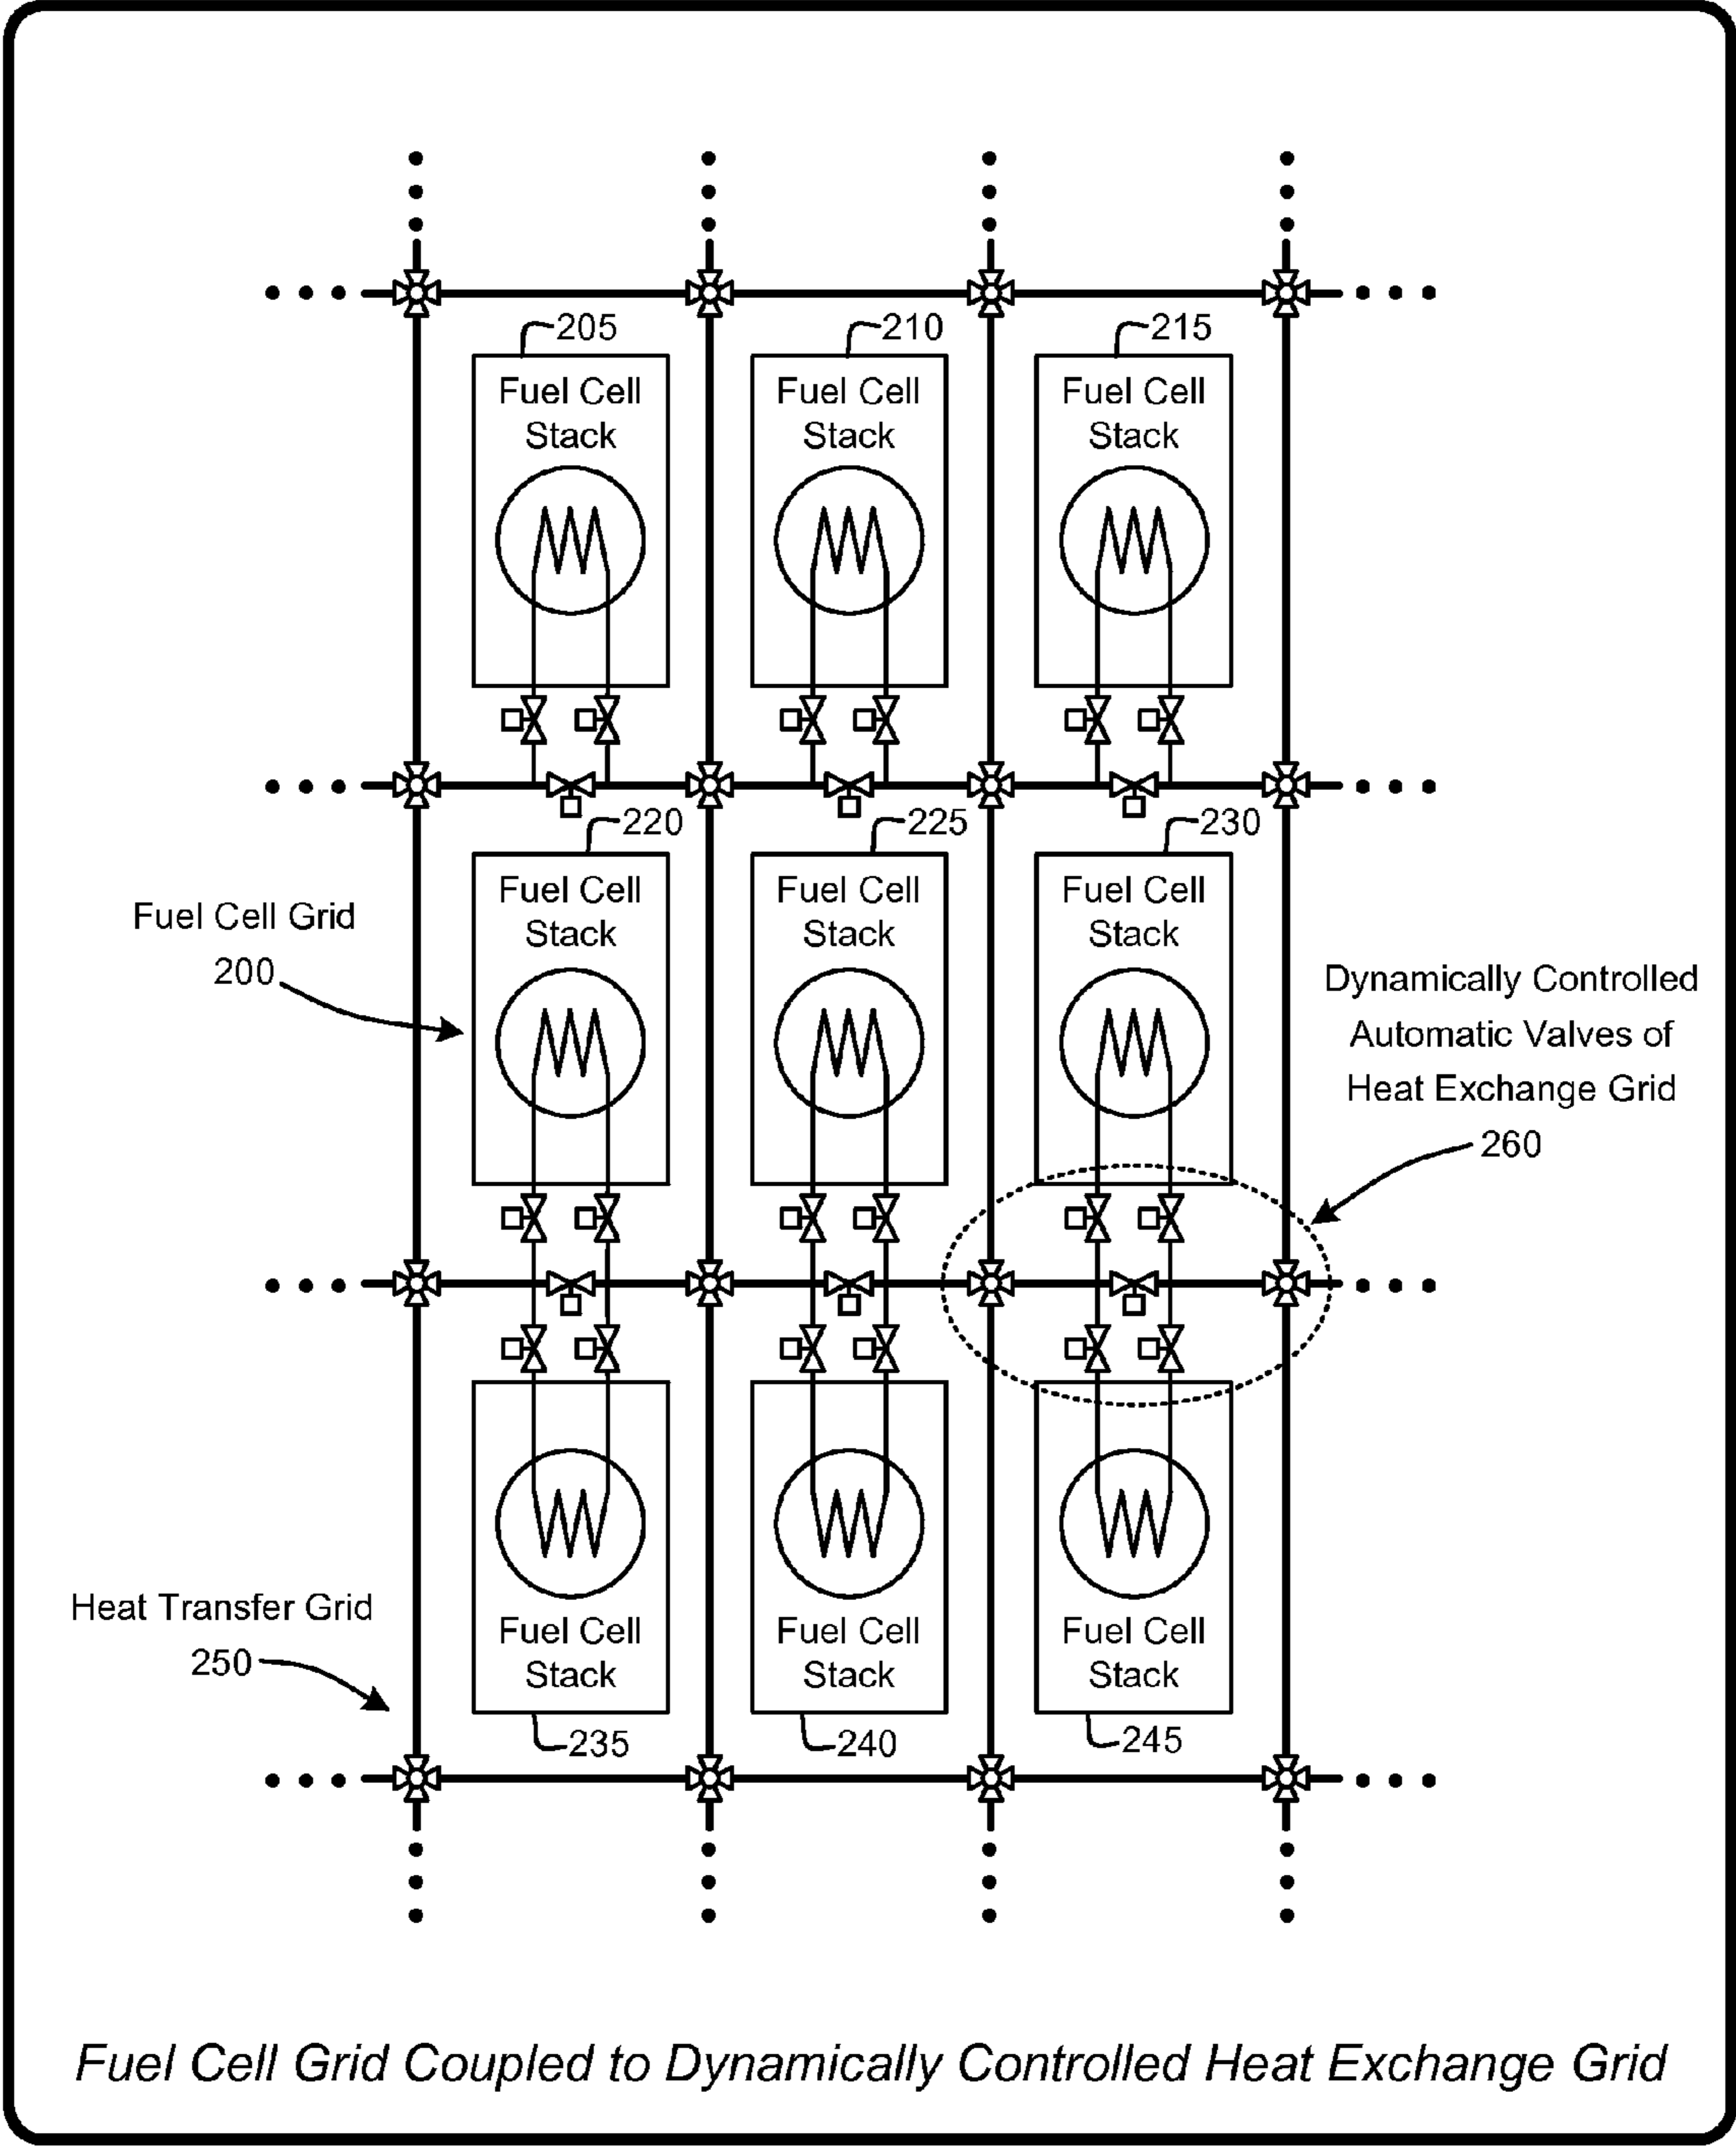 205
210
215
Fuel Cell
Stack
Fuel Cell
Stack
Fuel Cell
Stack
220
225
230
Fuel Cell
Stack
Fuel Cell
Stack
Fuel Cell
Stack
Fuel Cell Grid
200
Dynamically Controlled
Automatic Valves of
Heat Exchange Grid
260
Heat Transfer Grid
250
Fuel Cell
Stack
Fuel Cell
Stack
Fuel Cell
Stack
235
240
245
Fuel Cell Grid Coupled to Dynamically Controlled Heat Exchange Grid